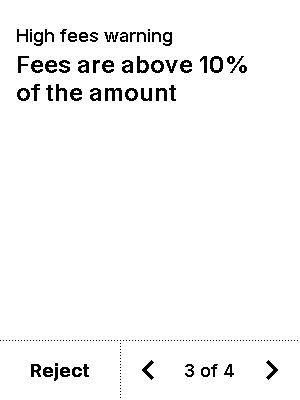 High fees warning
Fees are above 10%
of the amount
Reject
3 of 4